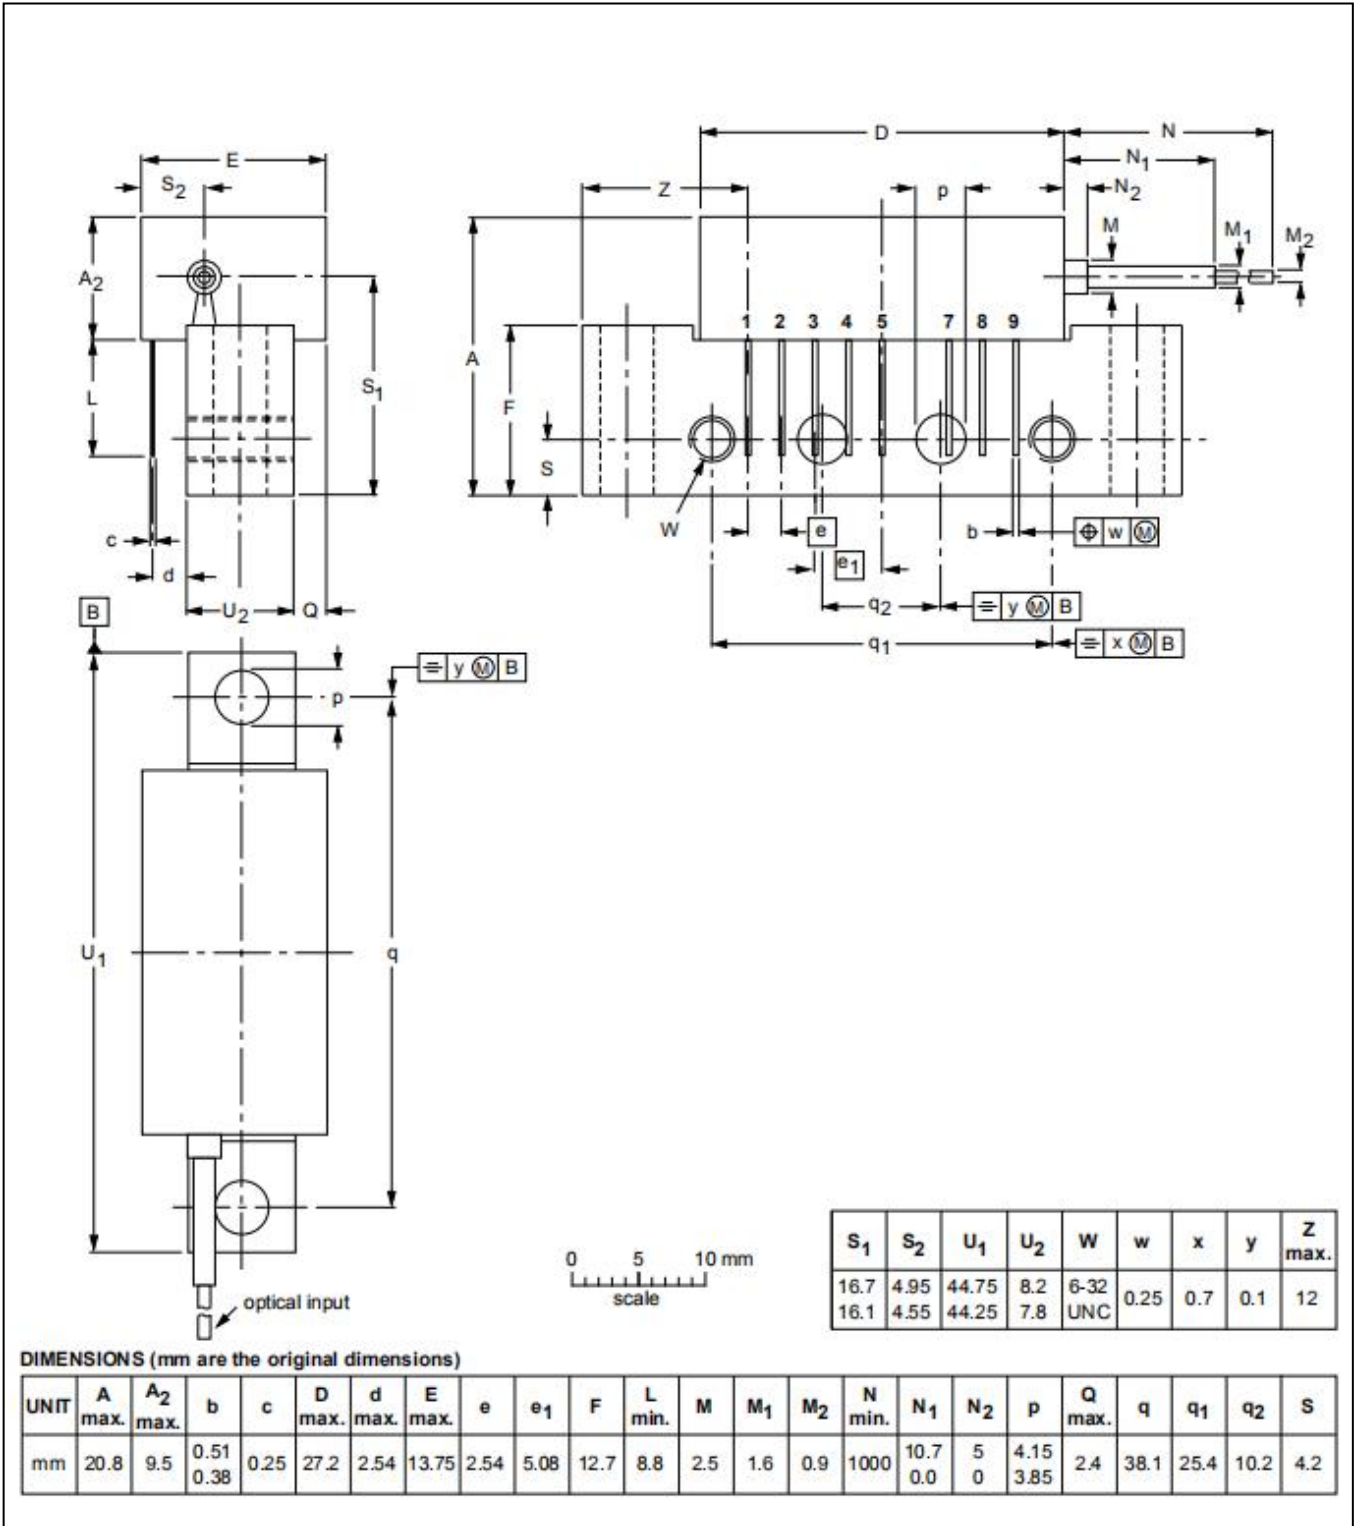 D
N
E
N1
S2
Z
p
N2
M
M1
M2
A2
1 2 3 4 5 7 8 9
A
S1
L
F
S
W
e
b
⌖ w Ⓜ
c
e1
d
B
U2
Q
q2
⌯ y Ⓜ B
q1
⌯ x Ⓜ B
⌯ y Ⓜ B
p
U1
q
0 5 10 mm
scale
optical input
S1 S2 U1 U2 W w x y Z max.
16.7 16.1 4.95 4.55 44.75 44.25 8.2 7.8 6-32 UNC 0.25 0.7 0.1 12
DIMENSIONS (mm are the original dimensions)
UNIT A max. A2 max. b c D max. d max. E max. e e1 F L min. M M1 M2 N min. N1 N2 p Q max. q q1 q2 S
mm 20.8 9.5 0.51 0.38 0.25 27.2 2.54 13.75 2.54 5.08 12.7 8.8 2.5 1.6 0.9 1000 10.7 0.0 5 0 4.15 3.85 2.4 38.1 25.4 10.2 4.2